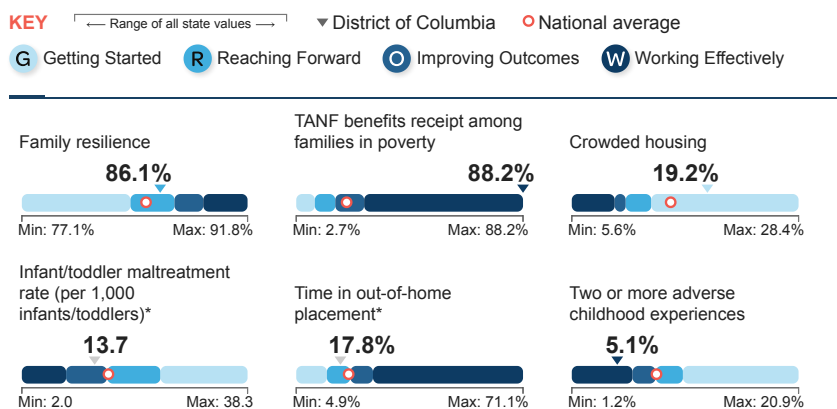 KEY
Range of all state values
District of Columbia
National average
G Getting Started
R Reaching Forward
O Improving Outcomes
W Working Effectively
Family resilience
86.1%
Min: 77.1% Max: 91.8%
TANF benefits receipt among
families in poverty
88.2%
Min: 2.7% Max: 88.2%
Crowded housing
19.2%
Min: 5.6% Max: 28.4%
Infant/toddler maltreatment
rate (per 1,000
infants/toddlers)*
13.7
Min: 2.0 Max: 38.3
Time in out-of-home
placement*
17.8%
Min: 4.9% Max: 71.1%
Two or more adverse
childhood experiences
5.1%
Min: 1.2% Max: 20.9%